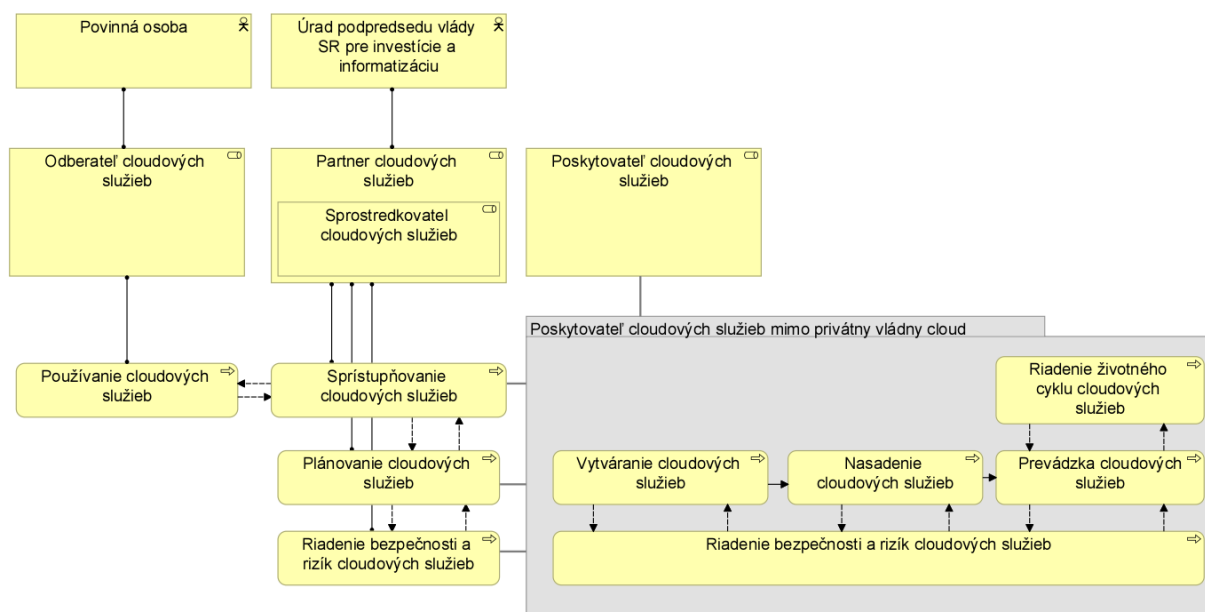 Povinná osoba
Úrad podpredsedu vlády
SR pre investície a
informatizáciu
Odberateľ cloudových
služieb
Partner cloudových
služieb
Sprostredkovateľ
cloudových služieb
Poskytovateľ cloudových
služieb
Poskytovateľ cloudových služieb mimo privátny vládny cloud
Používanie cloudových
služieb
Sprístupňovanie
cloudových služieb
Riadenie životného
cyklu cloudových
služieb
Plánovanie cloudových
služieb
Vytváranie cloudových
služieb
Nasadenie
cloudových služieb
Prevádzka cloudových
služieb
Riadenie bezpečnosti a
rizík cloudových služieb
Riadenie bezpečnosti a rizík cloudových služieb